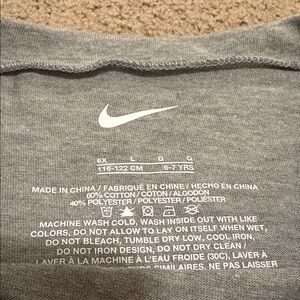 6X L G G
116-122 CM 6-7 YRS
MADE IN CHINA / FABRIQUÉ EN CHINE / HECHO EN CHINA
60% COTTON / COTON / ALGODON
40% POLYESTER / POLYESTER / POLIÉSTER
MACHINE WASH COLD, WASH INSIDE OUT WITH LIKE
COLORS, DO NOT ALLOW TO LAY ON ITSELF WHEN WET,
DO NOT BLEACH, TUMBLE DRY LOW, COOL IRON,
DO NOT IRON DESIGN, DO NOT DRY CLEAN /
LAVER À LA MACHINE À L'EAU FROIDE (30C), LAVER
SIMILAIRES, NE PAS LAISSER